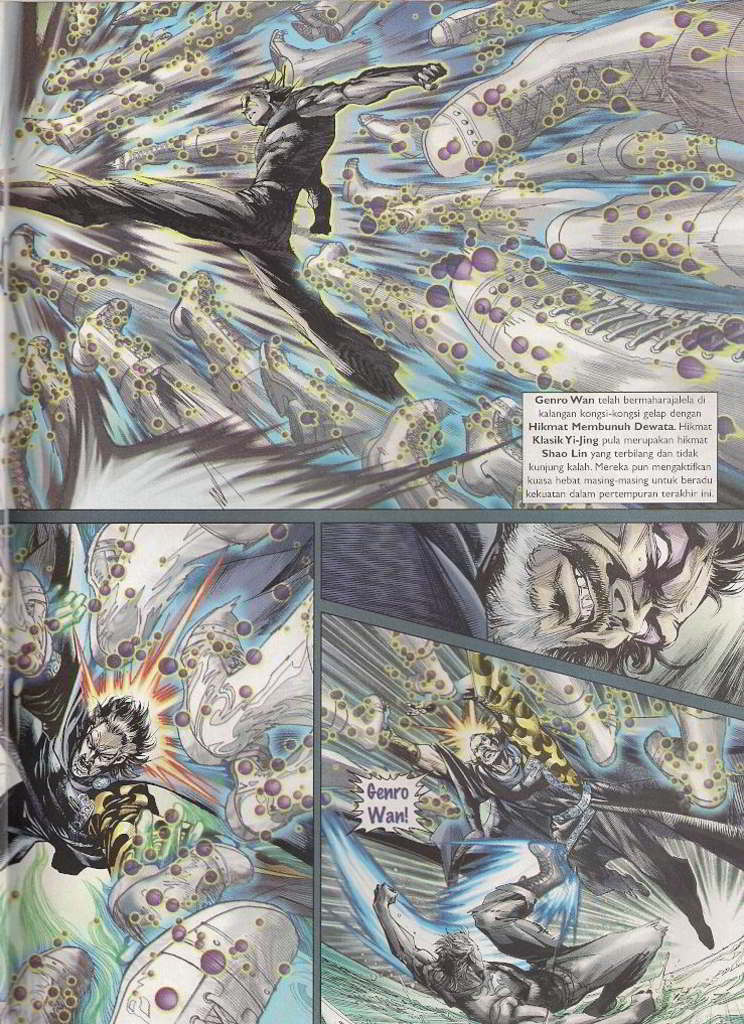 Genro Wan telah bermaharajalela di
kalangan kongsi-kongsi gelap dengan
Hikmat Membunuh Dewata. Hikmat
Klasik Yi-Jing pula merupakan hikmat
Shao Lin yang terbilang dan tidak
kunjung kalah. Mereka pun mengaktifkan
kuasa hebat masing-masing untuk beradu
kekuatan dalam pertempuran terakhir ini.
Genro
Wan!